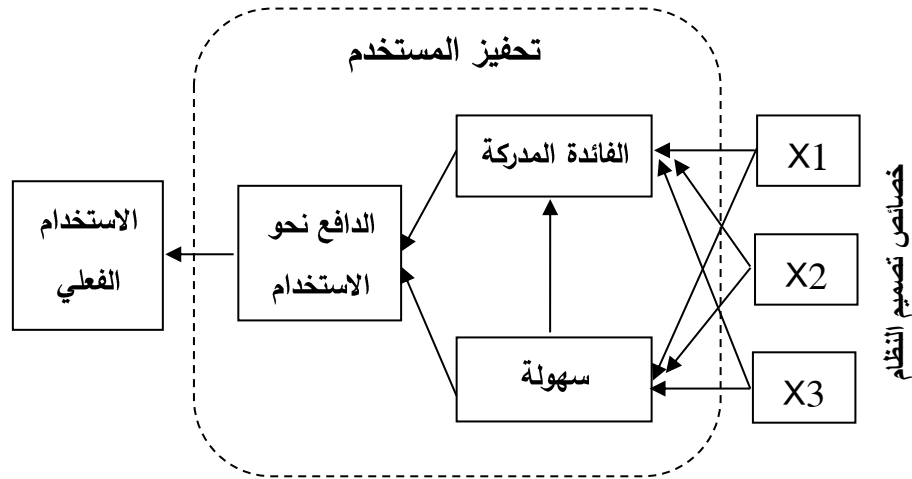 تحفيز المستخدم
X1
X2
X3
خصائص تصميم النظام
الفائدة المدركة
سهولة
الدافع نحو
الاستخدام
الاستخدام
الفعلي